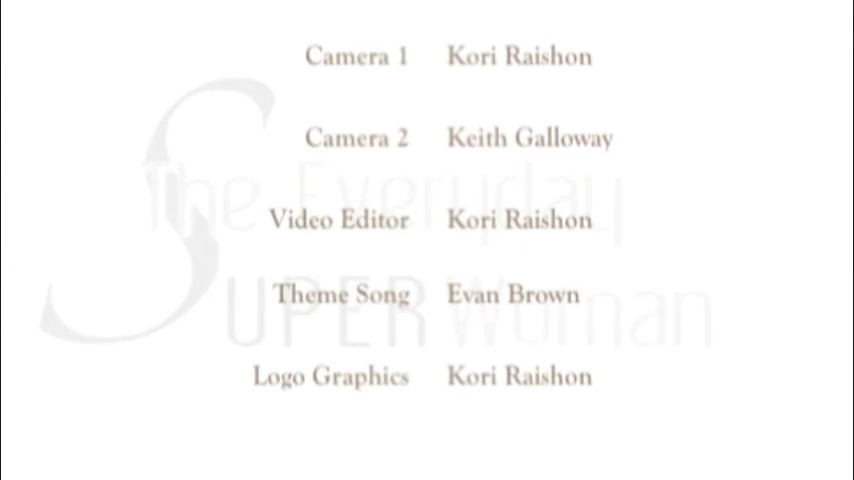 Camera 1 Kori Raishon
Camera 2 Keith Galloway
The Everyday
Video Editor Kori Raishon
Theme Song Evan Brown
SUPER Woman
Logo Graphics Kori Raishon